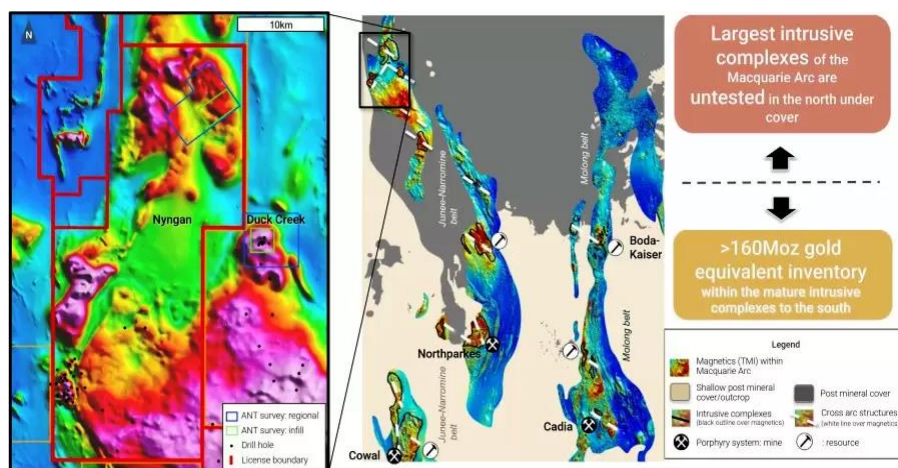 N
10km
Nyngan
Duck Creek
ANT survey: regional
ANT survey: infill
Drill hole
License boundary
Junee-Narromine
belt
Molong belt
Boda-
Kaiser
Northparkes
Junee-Narromine
belt
Molong belt
Cadia
Cowal
Largest intrusive
complexes of the
Macquarie Arc are
untested in the north under
cover
>160Moz gold
equivalent inventory
within the mature intrusive
complexes to the south
Legend
Magnetics (TMI) within
Macquarie Arc
Shallow post mineral
cover/outcrop
Post mineral cover
Intrusive complexes
(black outline over magnetics)
Cross arc structures
(white line over magnetics)
Porphyry system: mine
: resource